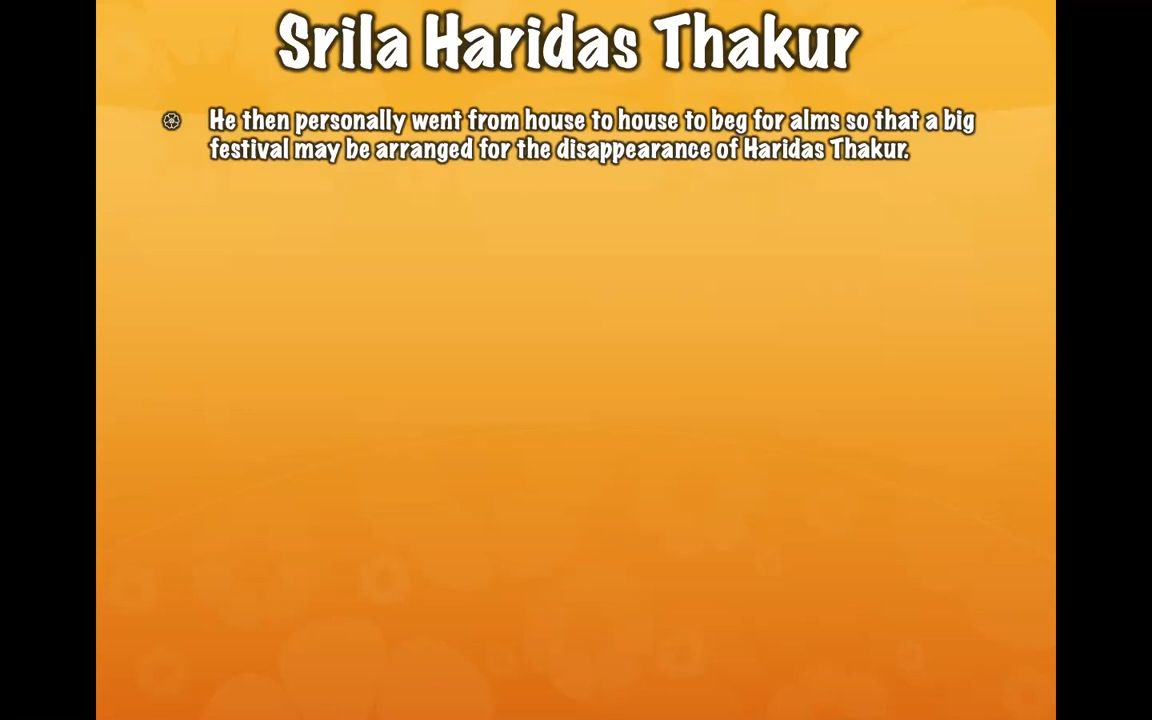 Srila Haridas Thakur
He then personally went from house to house to beg for alms so that a big
festival may be arranged for the disappearance of Haridas Thakur.